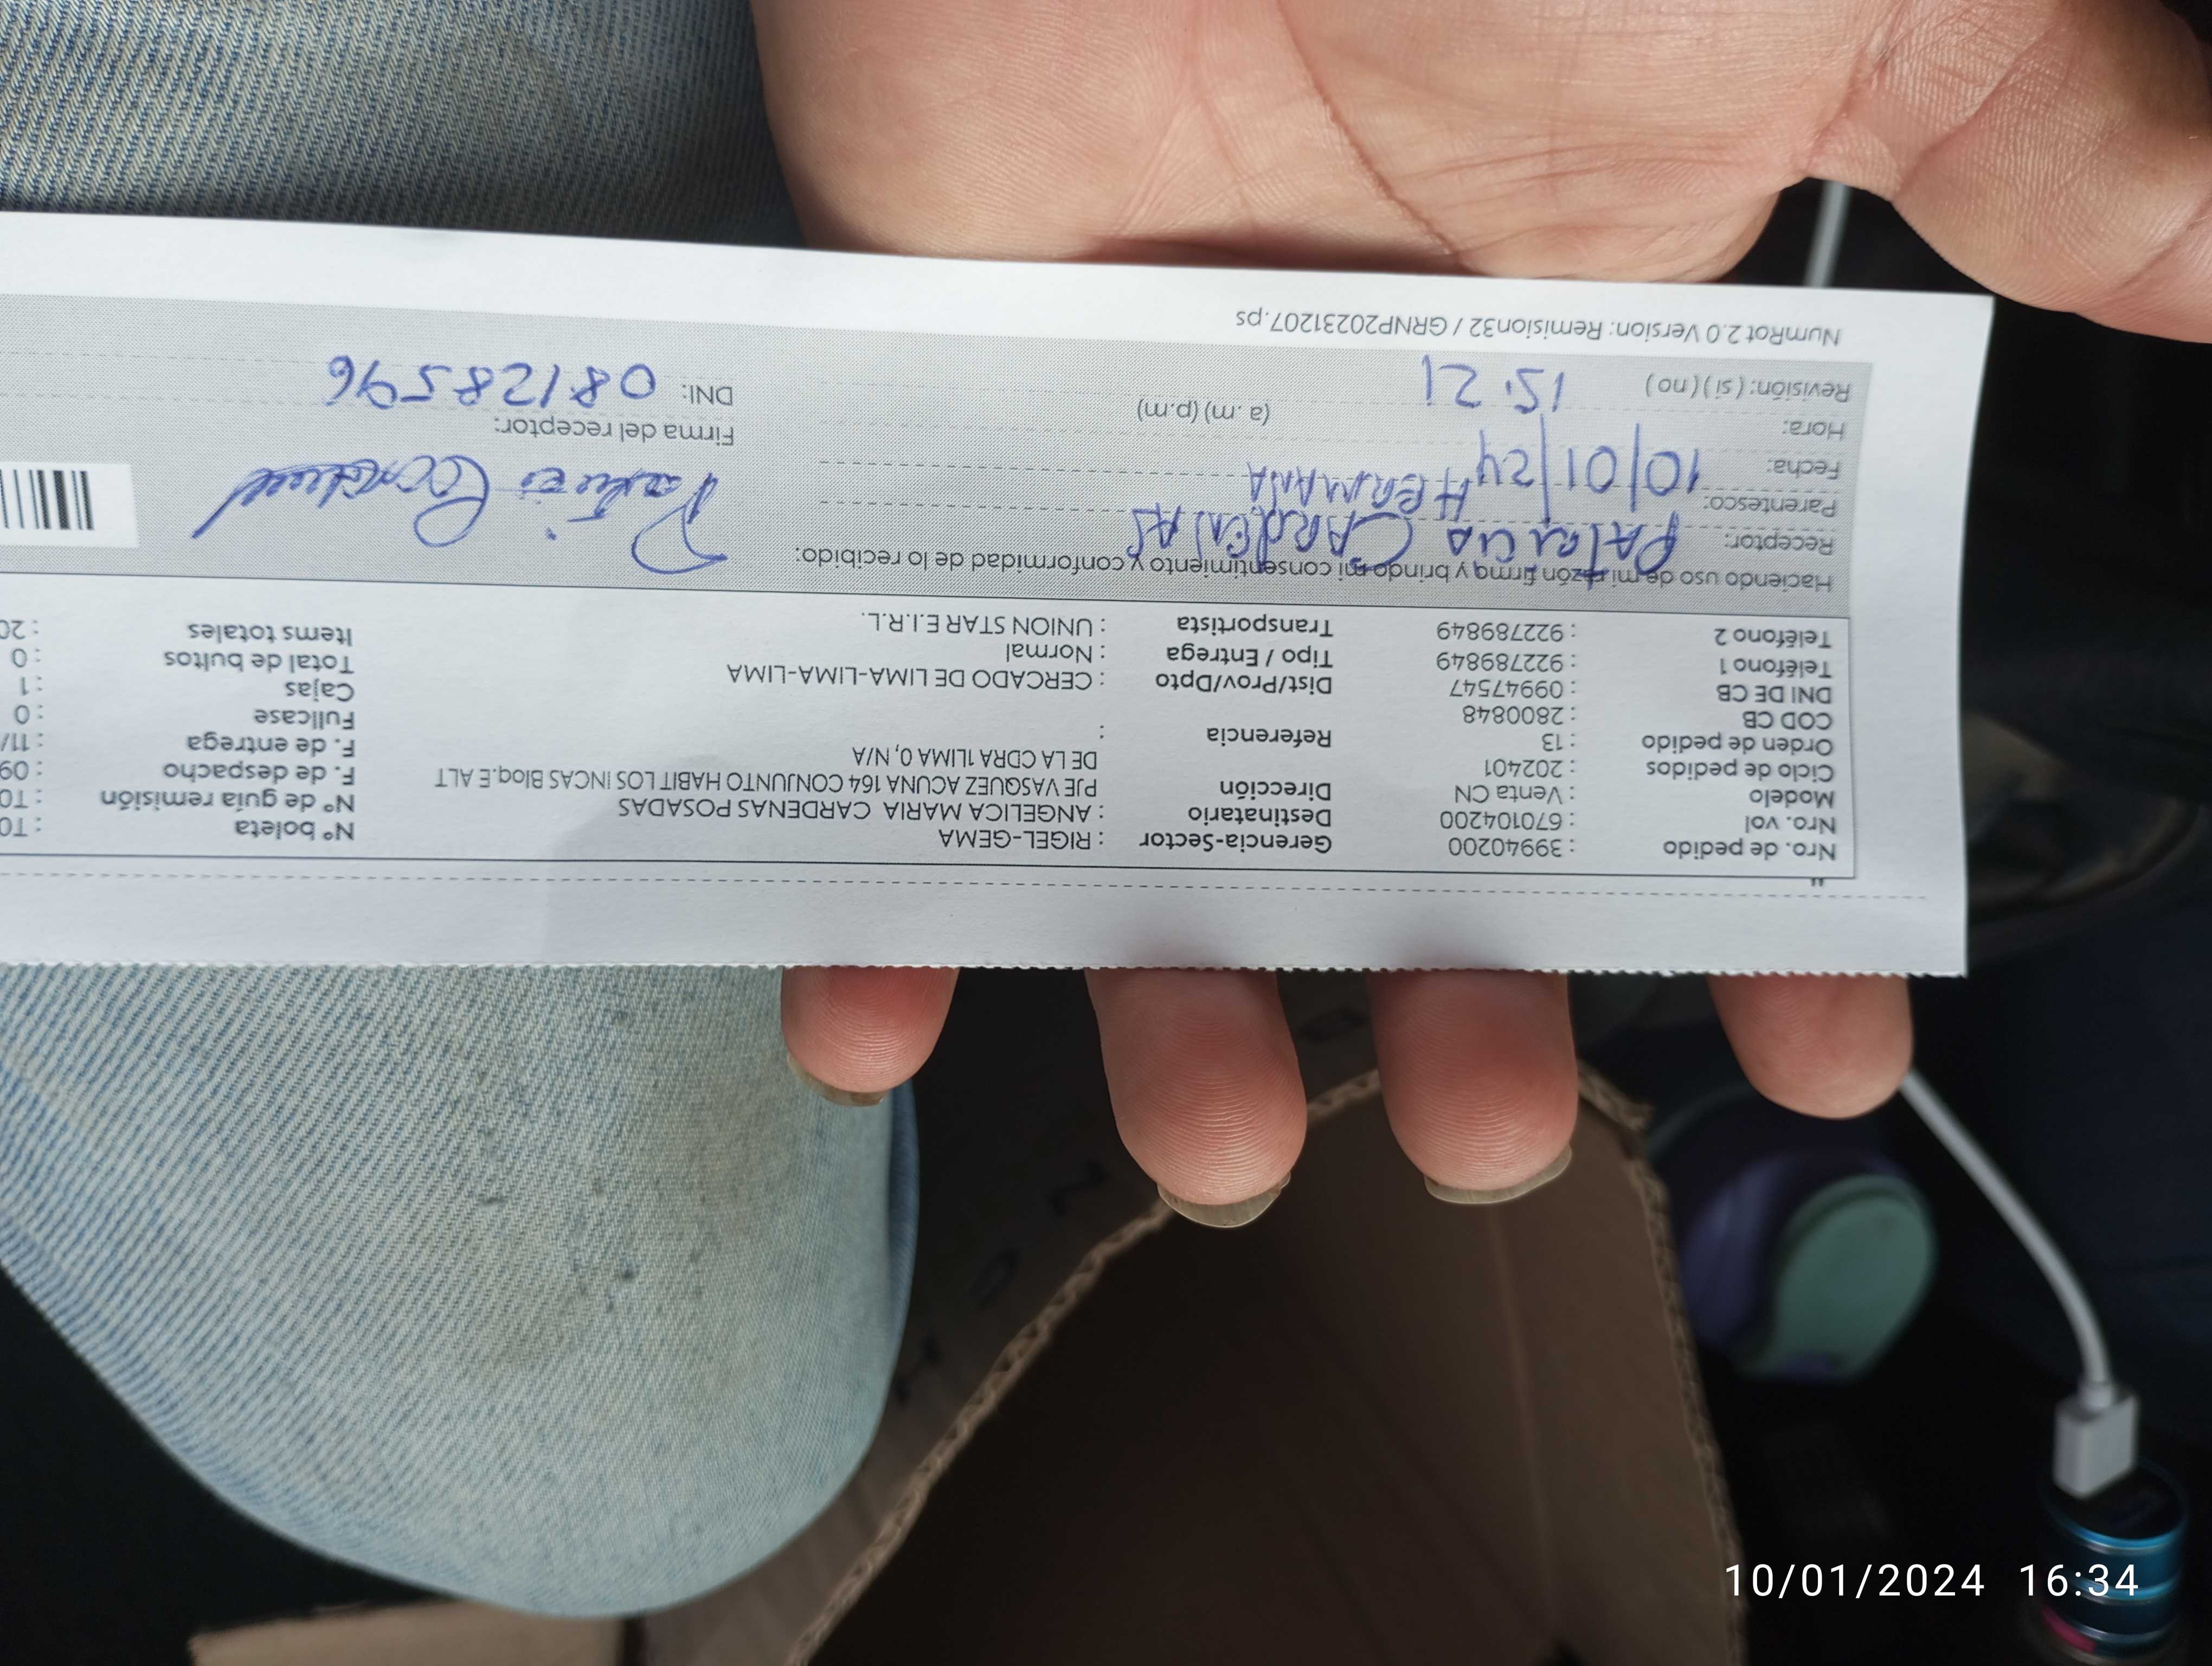 Nro. de pedido : 39940200 Gerencia-Sector : RIGEL-GEMA Nº boleta : T0
Nro. vol : 670104200 Destinatario : ANGELICA MARIA CARDENAS POSADAS Nº de guía remisión : T0
Modelo : Venta CN Dirección PJE VASQUEZ ACUNA 164 CONJUNTO HABIT LOS INCAS Bloq.E ALT F. de despacho : 09
Ciclo de pedidos : 202401 DE LA CDRA 1LIMA 0, N/A F. de entrega : 11/
Orden de pedido : 13 Referencia : Fullcase : 0
COD CB : 2800848 Cajas : 1
DNI DE CB : 09947547 Dist/Prov/Dpto : CERCADO DE LIMA-LIMA-LIMA Total de bultos : 0
Teléfono 1 : 922789849 Tipo / Entrega : Normal Items totales : 20
Teléfono 2 : 922789849 Transportista : UNION STAR E.I.R.L.
Haciendo uso de mi razón firma y brindo mi consentimiento y conformidad de lo recibido:
Receptor: PATRICIA CARDENAS
Parentesco: HERMANA
Fecha: 10/01/24
Hora: 15:21 (a .m) (p.m) Firma del receptor:
Revisión: ( si ) ( no ) DNI: 08128596
NumRot 2.0 Version: Remision32 / GRNP20231207.ps
10/01/2024 16:34